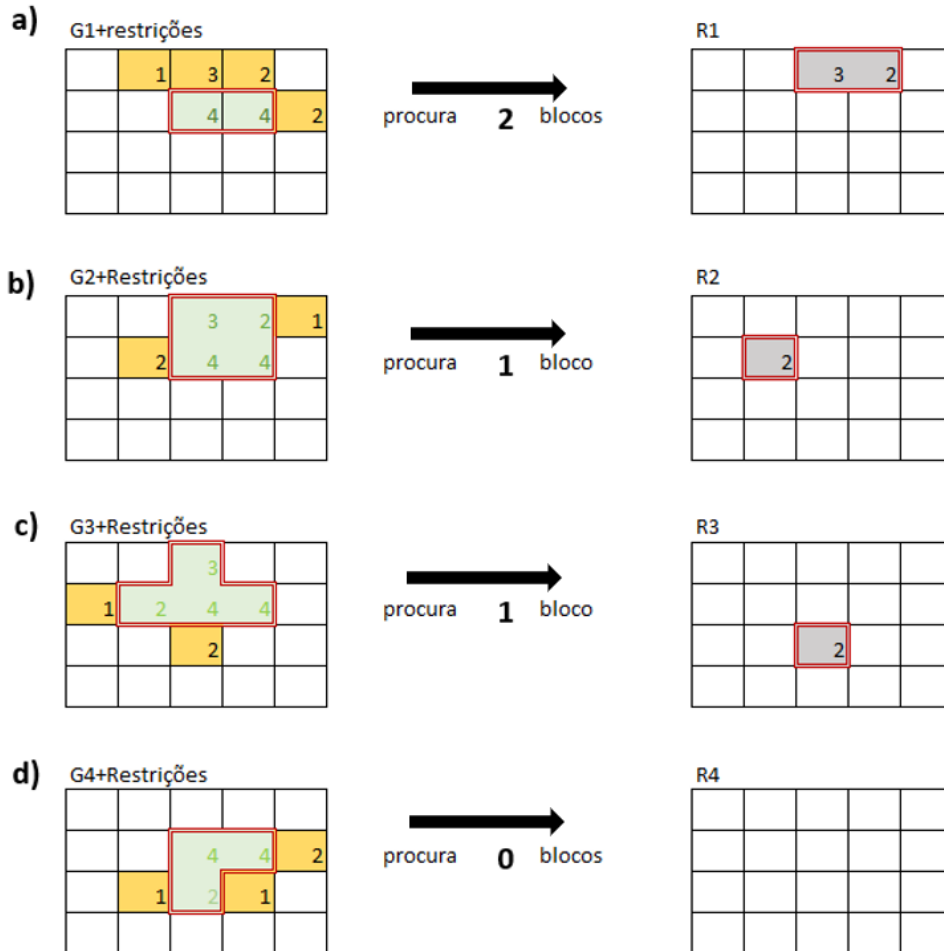 a) G1+restrições R1
1 3 2 3 2
4 4 2
procura 2 blocos
b) G2+Restrições R2
3 2 1
2 4 4 2
procura 1 bloco
c) G3+Restrições R3
3
1 2 4 4
procura 1 bloco
2 2
d) G4+Restrições R4
4 4 2
procura 0 blocos
1 2 1